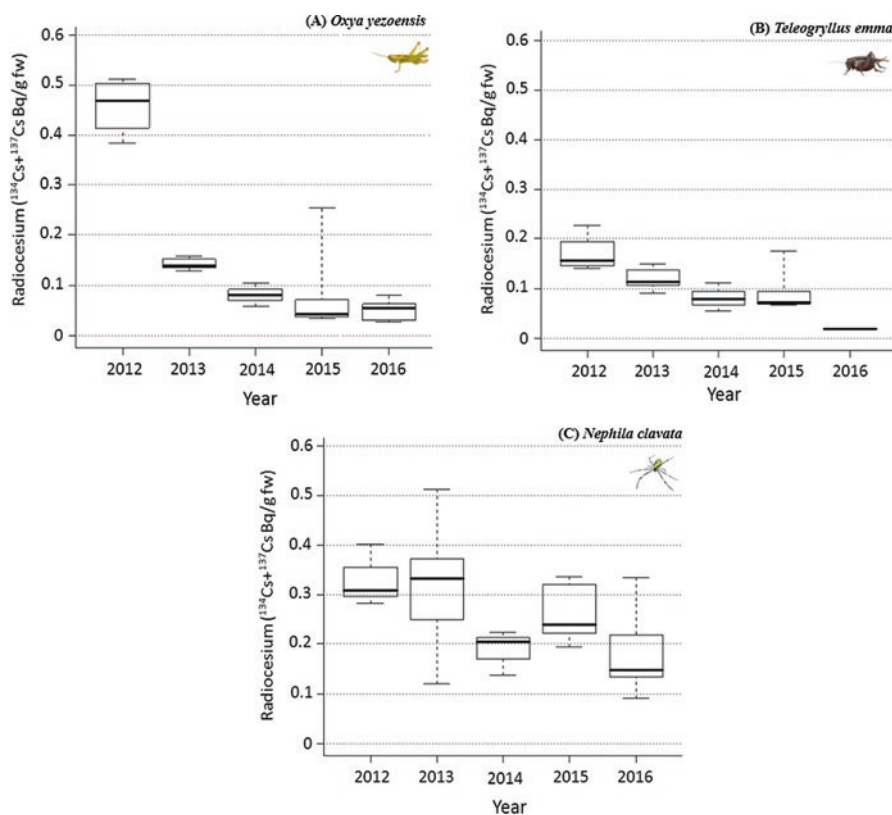 (A) Oxya yezoensis
Radiocesium (¹³⁴Cs+¹³⁷Cs Bq/g fw)
0.6
0.5
0.4
0.3
0.2
0.1
0
2012 2013 2014 2015 2016
Year
(B) Teleogryllus emma
Radiocesium (¹³⁴Cs+¹³⁷Cs Bq/g fw)
0.6
0.5
0.4
0.3
0.2
0.1
0
2012 2013 2014 2015 2016
Year
(C) Nephila clavata
Radiocesium (¹³⁴Cs+¹³⁷Cs Bq/g fw)
0.6
0.5
0.4
0.3
0.2
0.1
0
2012 2013 2014 2015 2016
Year